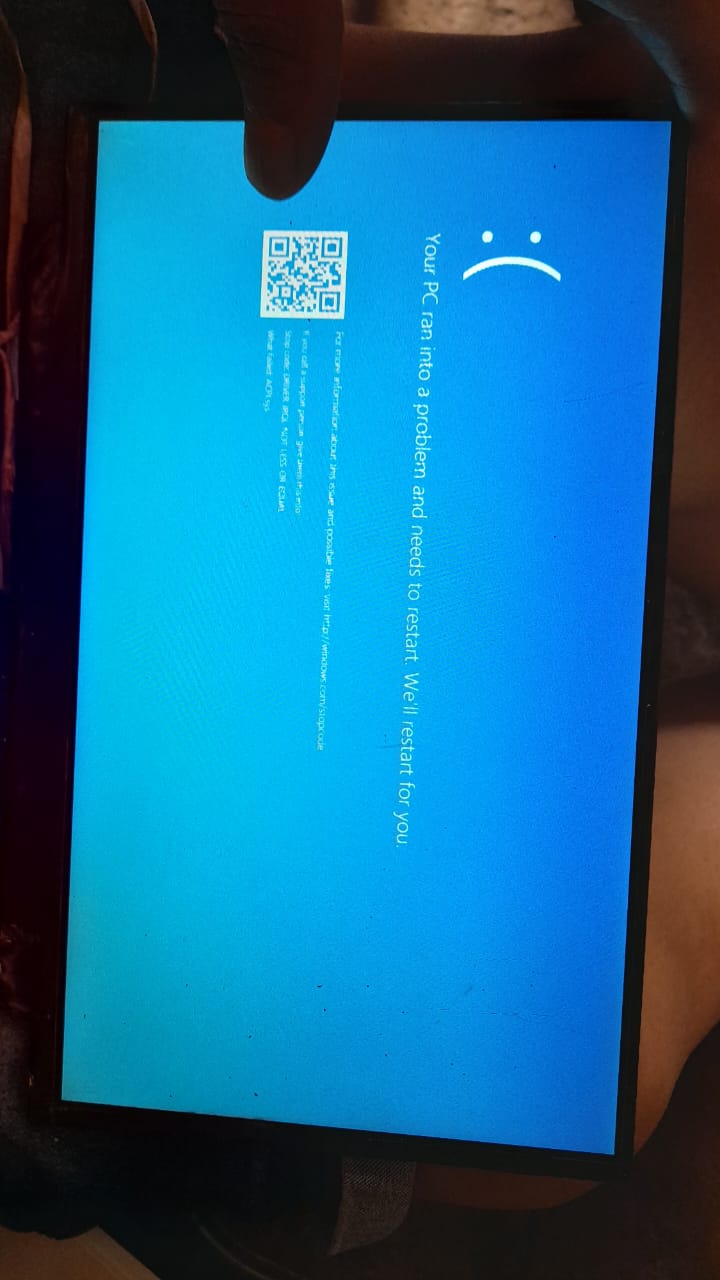 :(
Your PC ran into a problem and needs to restart. We'll restart for you.
For more information about this issue and possible fixes, visit http://windows.com/stopcode
If you call a support person, give them this info:
Stop code: DRIVER IRQL NOT LESS OR EQUAL
What failed: ACPI.sys